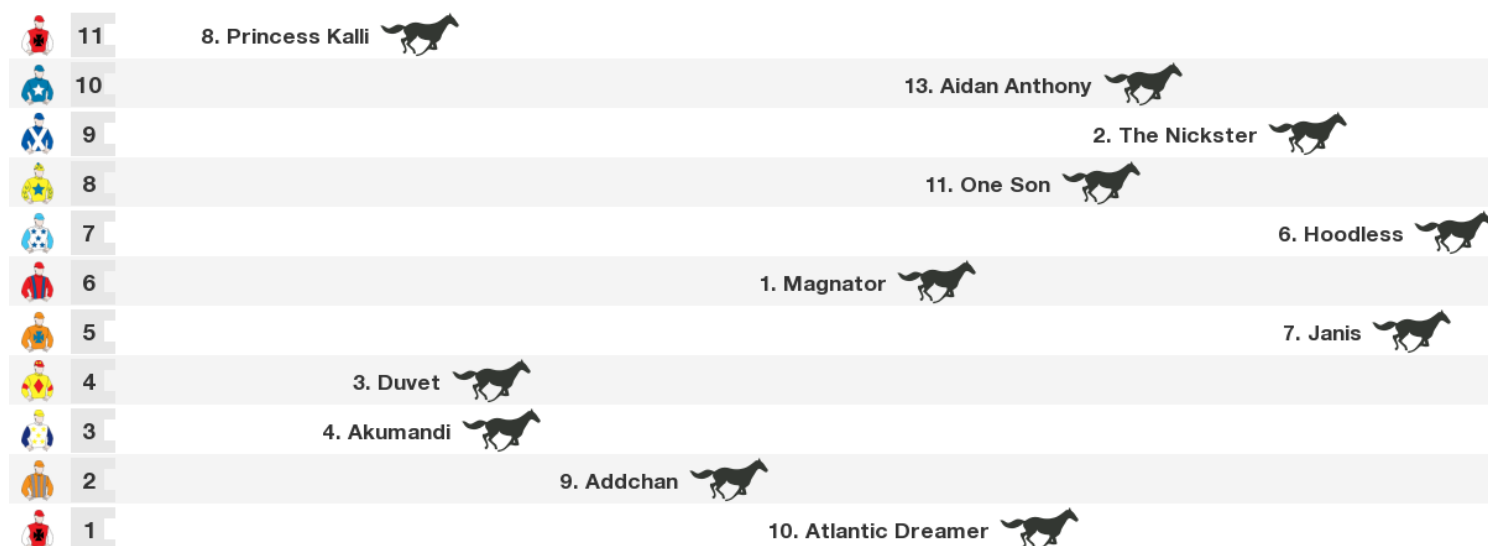 11 8. Princess Kalli
10 13. Aidan Anthony
9 2. The Nickster
8 11. One Son
7 6. Hoodless
6 1. Magnator
5 7. Janis
4 3. Duvet
3 4. Akumandi
2 9. Addchan
1 10. Atlantic Dreamer